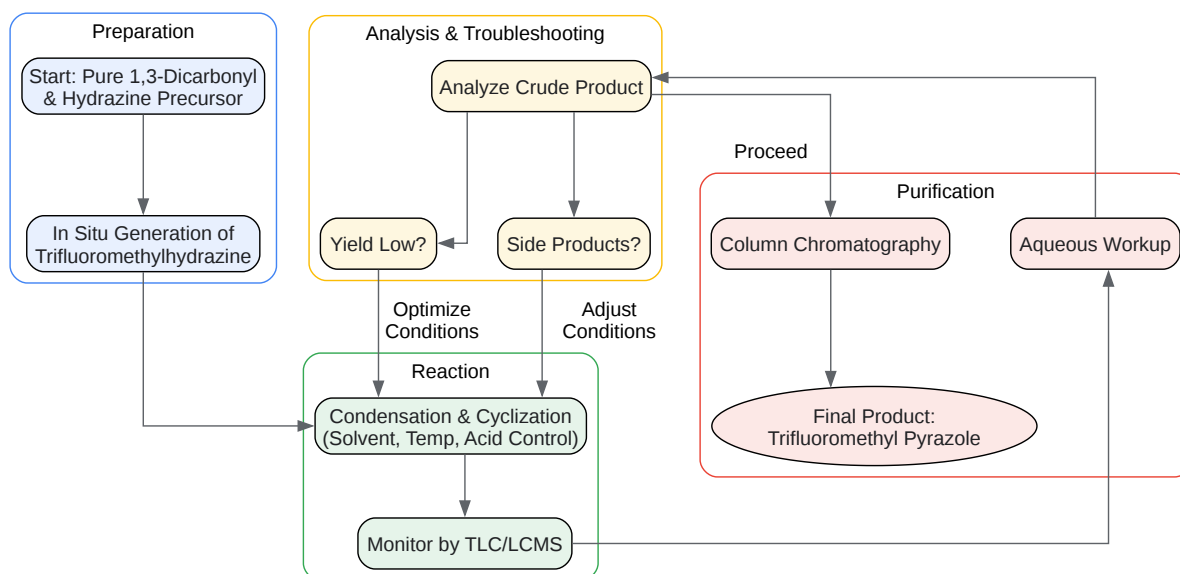 Preparation
Start: Pure 1,3-Dicarbonyl
& Hydrazine Precursor
In Situ Generation of
Trifluoromethylhydrazine
Analysis & Troubleshooting
Analyze Crude Product
Yield Low?
Side Products?
Optimize
Conditions
Adjust
Conditions
Reaction
Condensation & Cyclization
(Solvent, Temp, Acid Control)
Monitor by TLC/LCMS
Proceed
Purification
Column Chromatography
Aqueous Workup
Final Product:
Trifluoromethyl Pyrazole